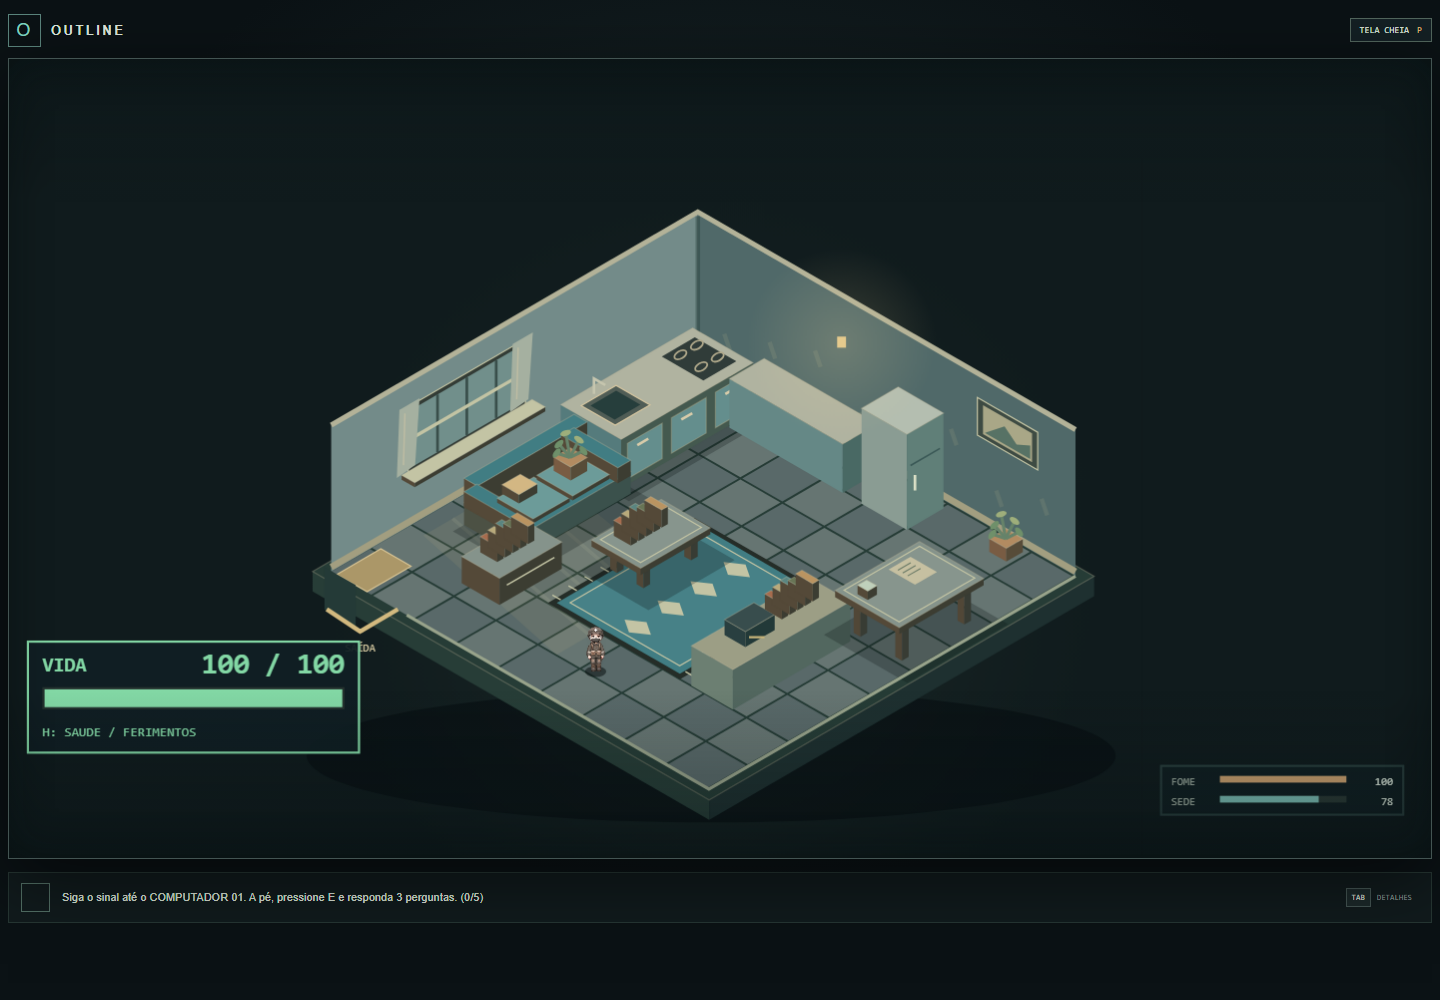 O OUTLINE
TELA CHEIA P
VIDA 100 / 100
H: SAUDE / FERIMENTOS
FOME 100
SEDE 78
Siga o sinal até o COMPUTADOR 01. A pé, pressione E e responda 3 perguntas. (0/5)
TAB DETALHES